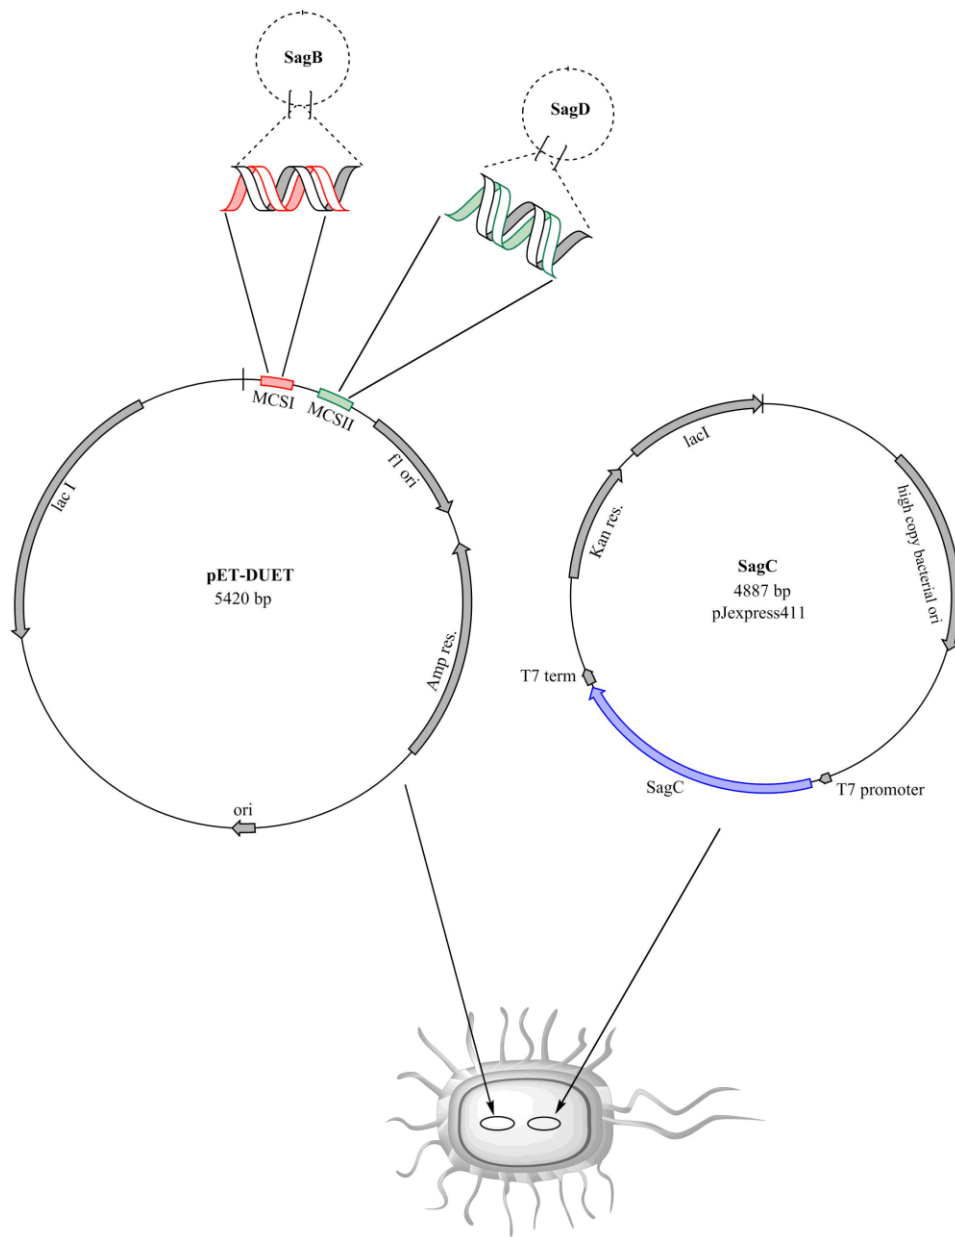 SagB
SagD
MCSI
MCSII
f1 ori
lac I
pET-DUET
5420 bp
Amp res.
ori
lacI
Kan res.
high copy bacterial ori
SagC
4887 bp
pJexpress411
T7 term
SagC
T7 promoter